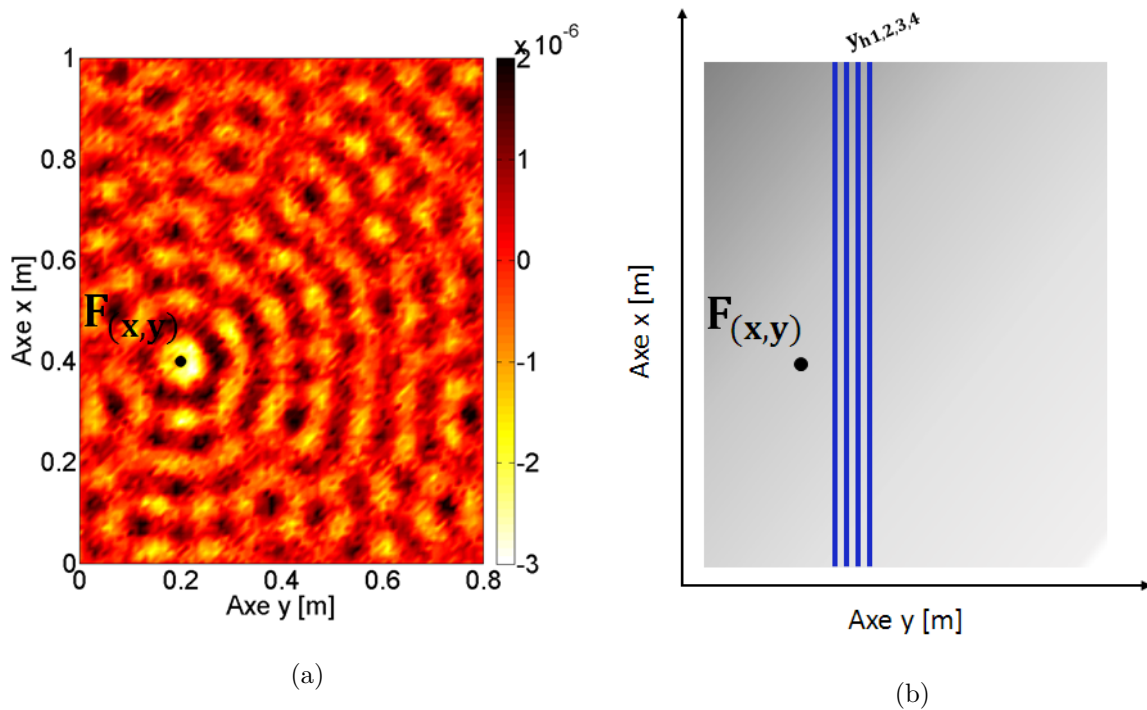 x 10^-6
1
0.8
0.6
0.4
0.2
0
0 0.2 0.4 0.6 0.8
Axe x [m]
Axe y [m]
F(x,y)
2
1
0
-1
-2
-3
(a)
yh1,2,3,4
Axe x [m]
F(x,y)
Axe y [m]
(b)